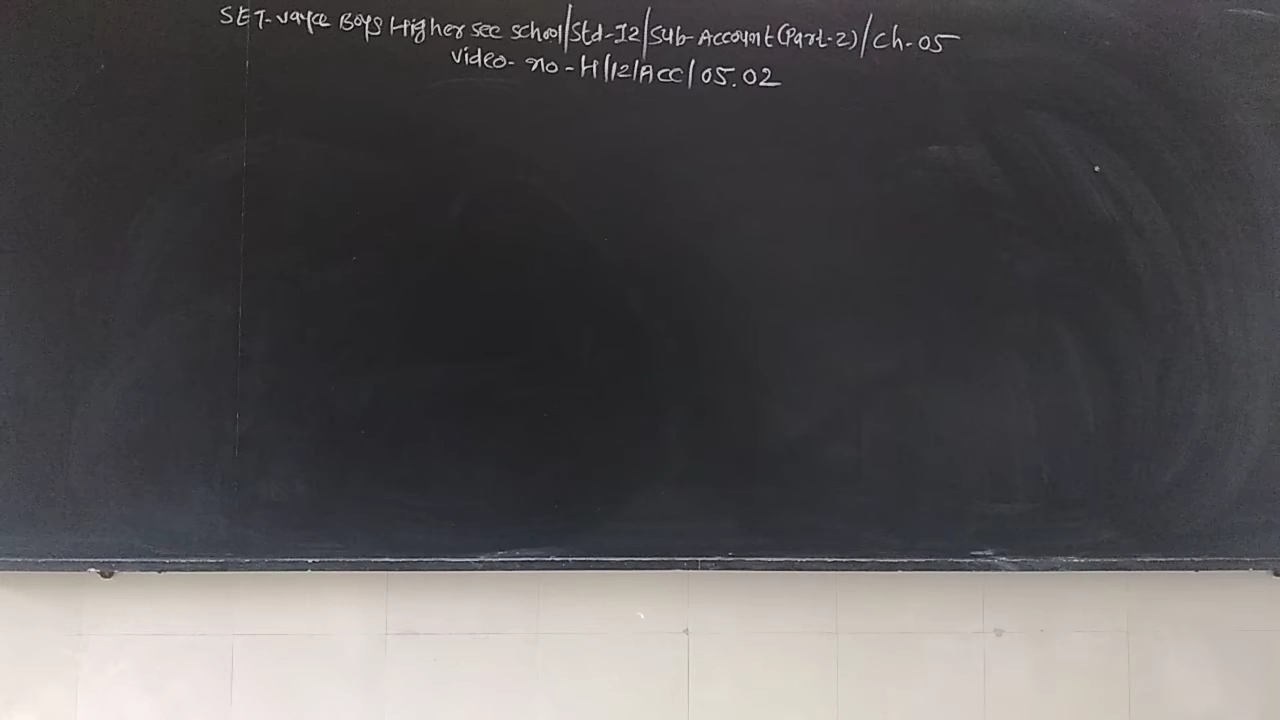 SET-Jayce Boys Higher sec school/Std-12/Sub-Account(Part-2)/Ch-05
Video-no-H/12/Acc/05.02